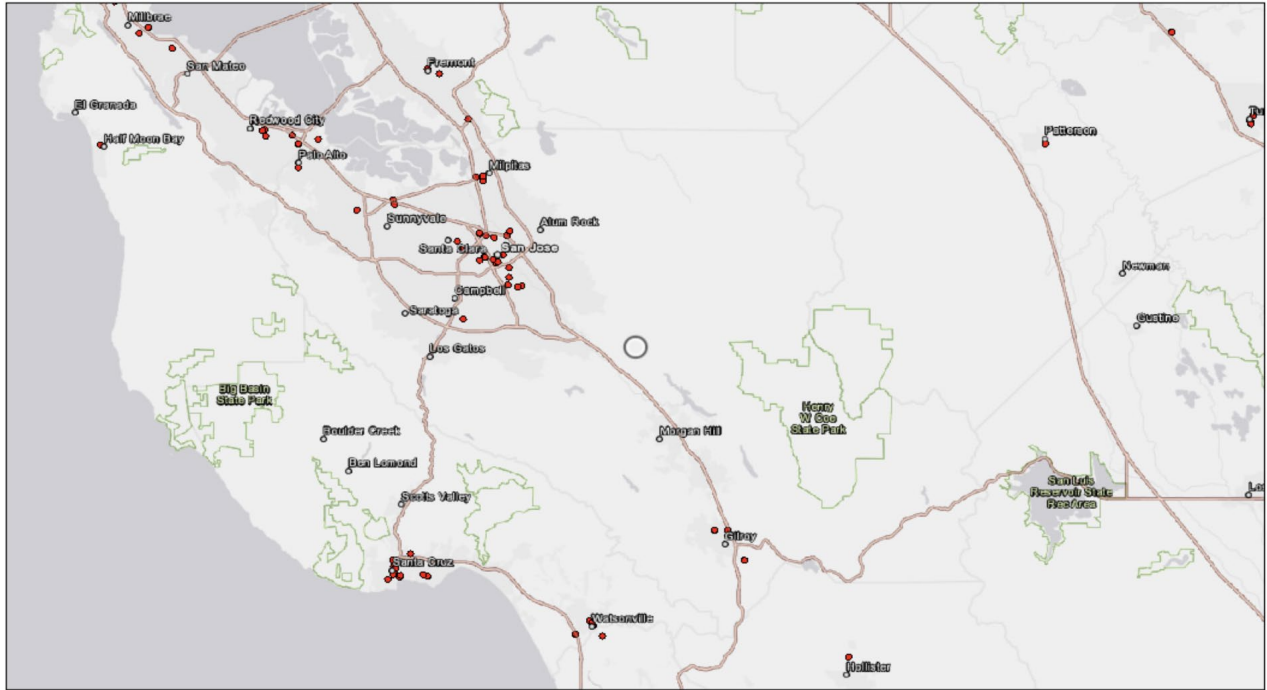 Millbrae
San Mateo
Fremont
El Granada
Redwood City
Half Moon Bay
Palo Alto
Milpitas
Patterson
Sunnyvale
Alum Rock
Santa Clara
San Jose
Newman
Campbell
Saratoga
Gustine
Los Gatos
Big Basin
State Park
Henry
W Coe
State Park
Boulder Creek
Morgan Hill
Ben Lomond
Scotts Valley
San Luis
Reservoir State
Rec Area
Gilroy
Santa Cruz
Watsonville
Hollister